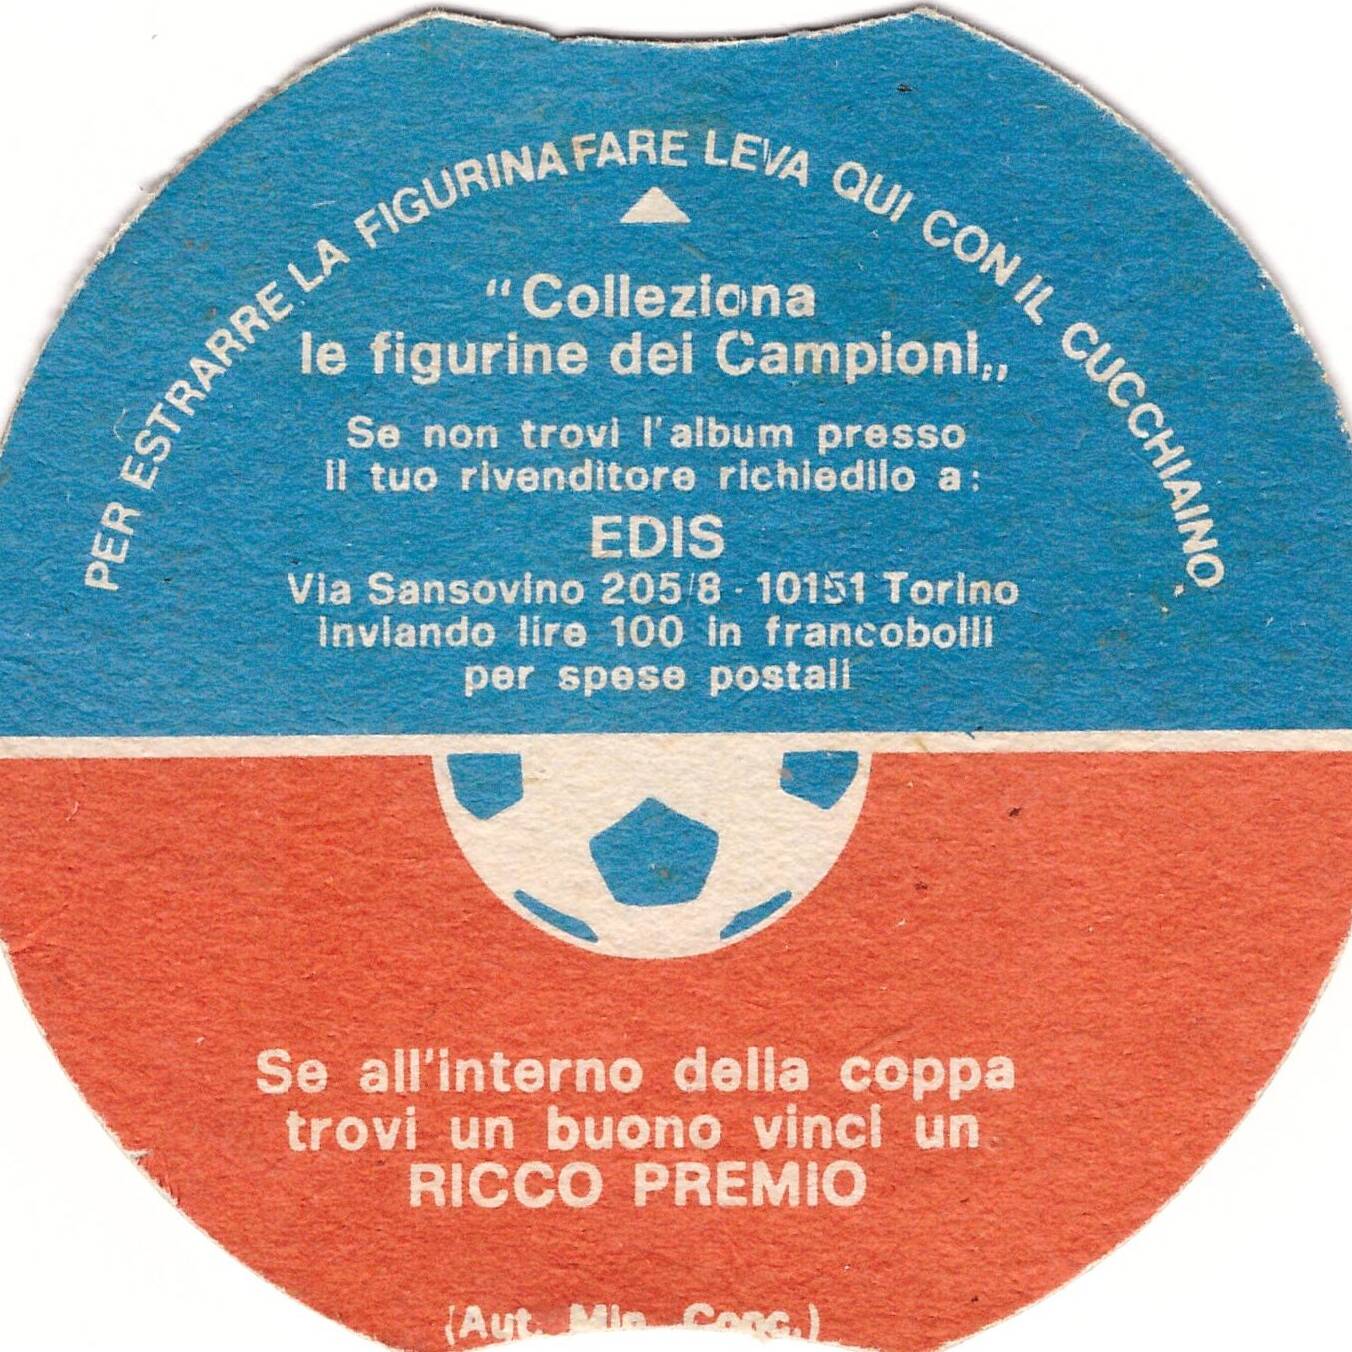 PER ESTRARRE LA FIGURINA FARE LEVA QUI CON IL CUCCHIAINO
“Colleziona
le figurine dei Campioni„
Se non trovi l'album presso
il tuo rivenditore richiedilo a:
EDIS
Via Sansovino 205/8 - 10151 Torino
inviando lire 100 in francobolli
per spese postali
Se all'interno della coppa
trovi un buono vinci un
RICCO PREMIO
(Aut. Min. Conc.)